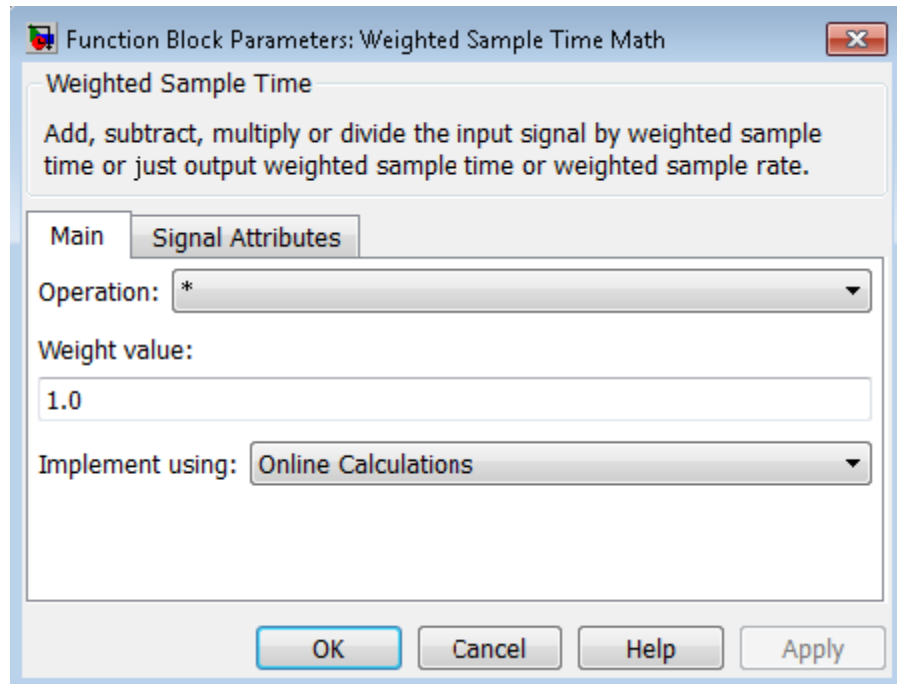 Function Block Parameters: Weighted Sample Time Math
Weighted Sample Time
Add, subtract, multiply or divide the input signal by weighted sample
time or just output weighted sample time or weighted sample rate.
Main Signal Attributes
Operation: *
Weight value:
1.0
Implement using: Online Calculations
OK Cancel Help Apply